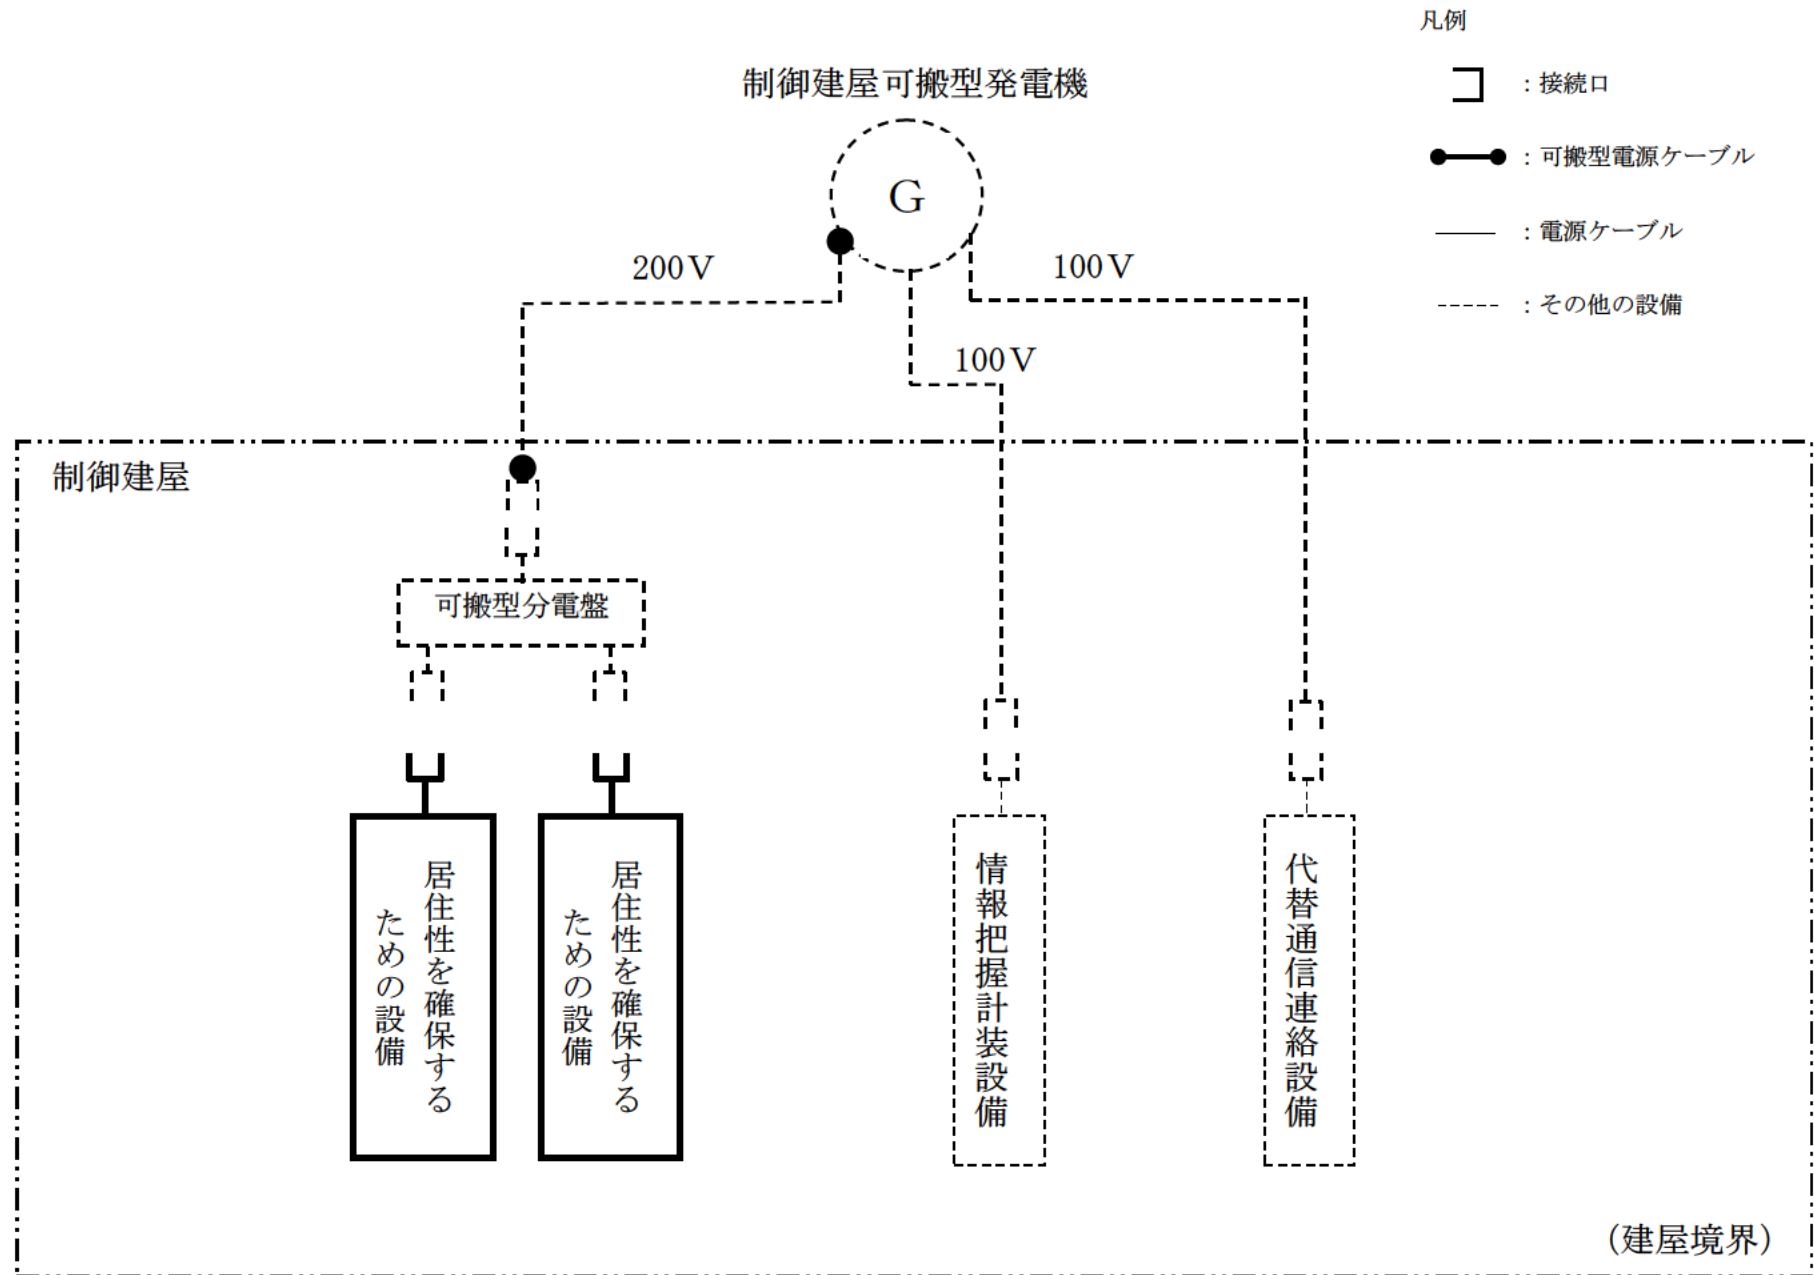 凡例
：接続口
：可搬型電源ケーブル
：電源ケーブル
：その他の設備
制御建屋可搬型発電機
G
200V
100V
100V
制御建屋
可搬型分電盤
居住性を確保する
ための設備
居住性を確保する
ための設備
情報把握計装設備
代替通信連絡設備
（建屋境界）